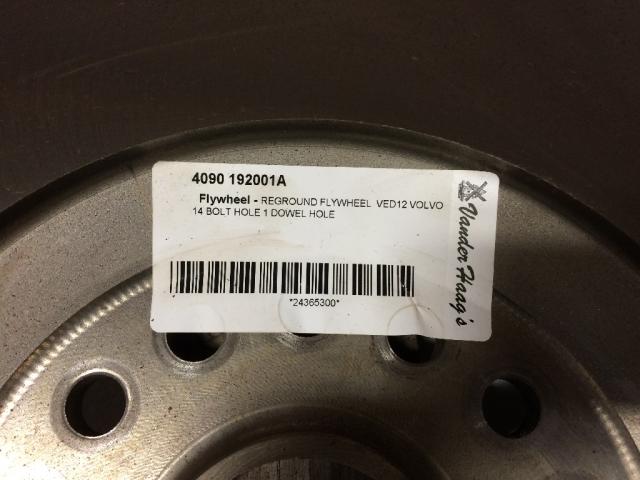 4090 192001A
Flywheel - REGROUND FLYWHEEL VED12 VOLVO
14 BOLT HOLE 1 DOWEL HOLE
*24365300*
Vander Haag's